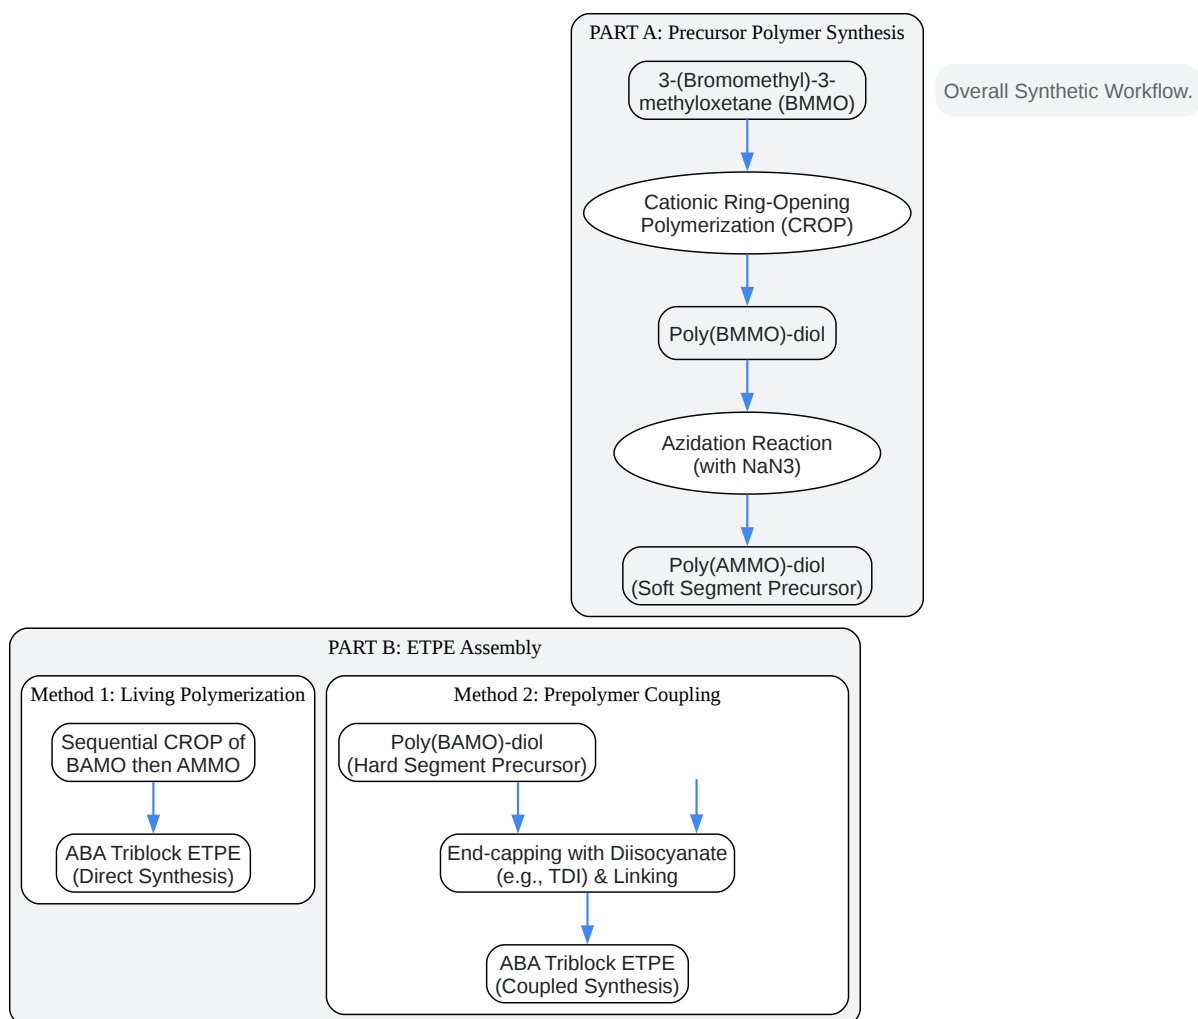 PART A: Precursor Polymer Synthesis
3-(Bromomethyl)-3-
methyloxetane (BMMO)
Overall Synthetic Workflow.
Cationic Ring-Opening
Polymerization (CROP)
Poly(BMMO)-diol
Azidation Reaction
(with NaN3)
Poly(AMMO)-diol
(Soft Segment Precursor)
PART B: ETPE Assembly
Method 1: Living Polymerization
Sequential CROP of
BAMO then AMMO
ABA Triblock ETPE
(Direct Synthesis)
Method 2: Prepolymer Coupling
Poly(BAMO)-diol
(Hard Segment Precursor)
End-capping with Diisocyanate
(e.g., TDI) & Linking
ABA Triblock ETPE
(Coupled Synthesis)